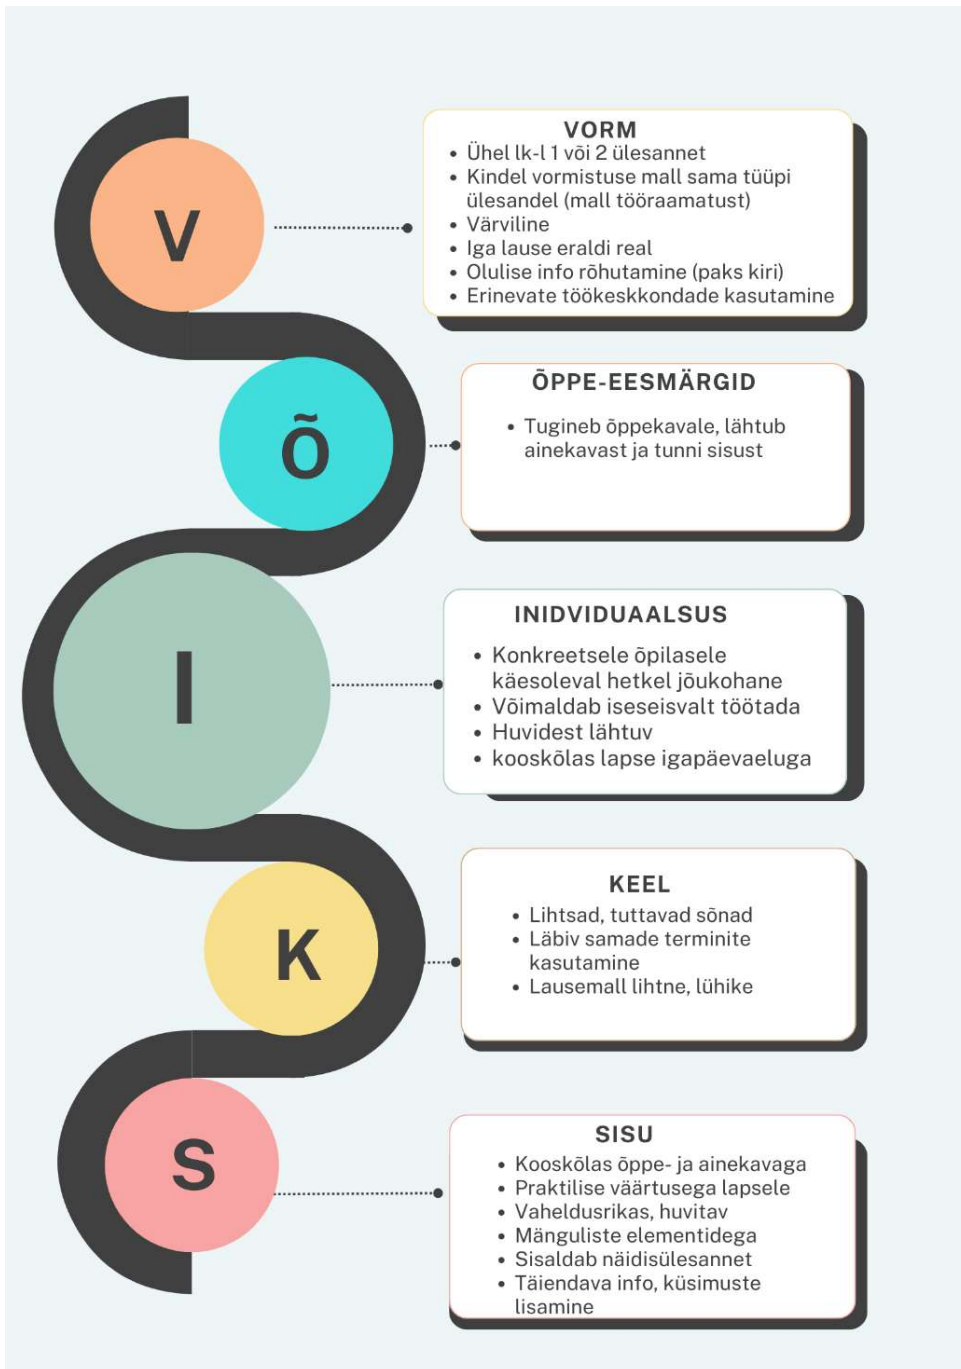 V
VORM
• Ühel lk-l 1 või 2 ülesannet
• Kindel vormistuse mall sama tüüpi
ülesandel (mall tööraamatust)
• Värviline
• Iga lause eraldi real
• Olulise info rõhutamine (paks kiri)
• Erinevate töökeskkondade kasutamine
Õ
ÕPPE-EESMÄRGID
• Tugineb õppekavale, lähtub
ainekavast ja tunni sisust
I
INIDVIDUAALSUS
• Konkreetsele õpilasele
käesoleval hetkel jõukohane
• Võimaldab iseseisvalt töötada
• Huvidest lähtuv
• kooskõlas lapse igapäevaeluga
K
KEEL
• Lihtsad, tuttavad sõnad
• Läbiv samade terminite
kasutamine
• Lausemall lihtne, lühike
S
SISU
• Kooskõlas õppe- ja ainekavaga
• Praktilise väärtusega lapsele
• Vaheldusrikas, huvitav
• Mänguliste elementidega
• Sisaldab näidisülesannet
• Täiendava info, küsimuste
lisamine